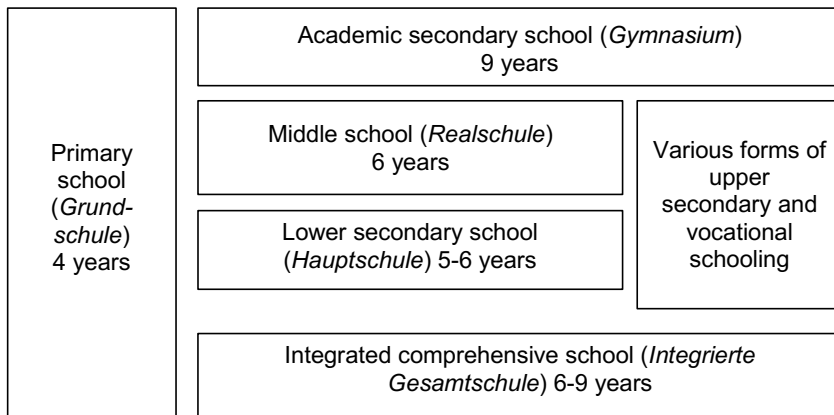 Primary
school
(Grund-
schule)
4 years
Academic secondary school (Gymnasium)
9 years
Middle school (Realschule)
6 years
Lower secondary school
(Hauptschule) 5-6 years
Various forms of
upper
secondary and
vocational
schooling
Integrated comprehensive school (Integrierte
Gesamtschule) 6-9 years